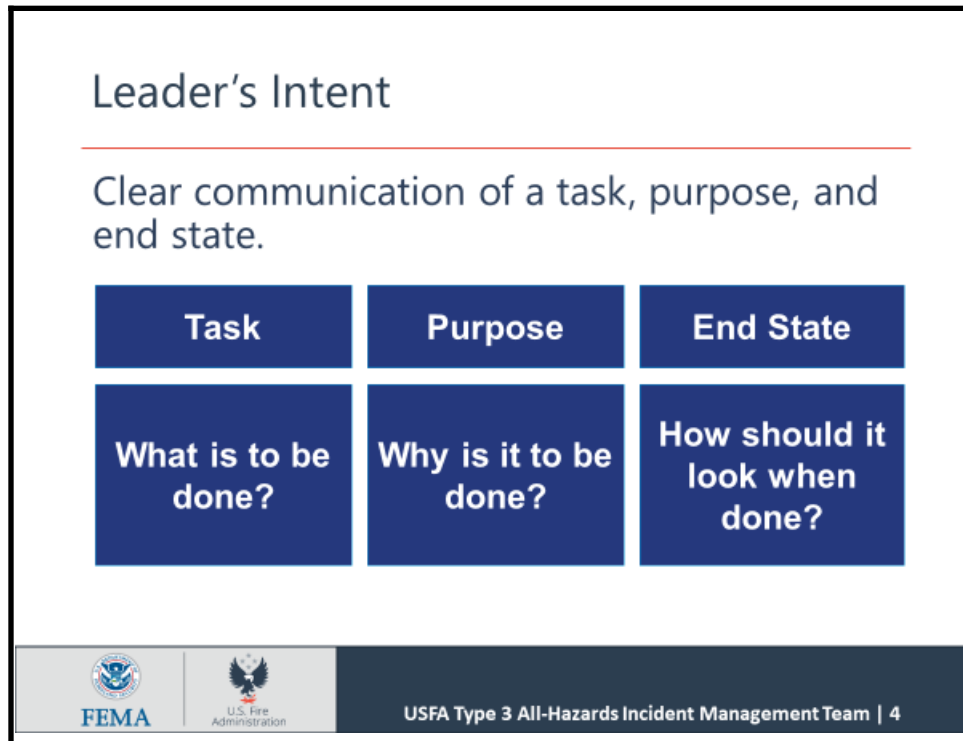 Leader's Intent
Clear communication of a task, purpose, and
end state.
Task
Purpose
End State
What is to be
done?
Why is it to be
done?
How should it
look when
done?
FEMA
U.S. Fire
Administration
USFA Type 3 All-Hazards Incident Management Team | 4